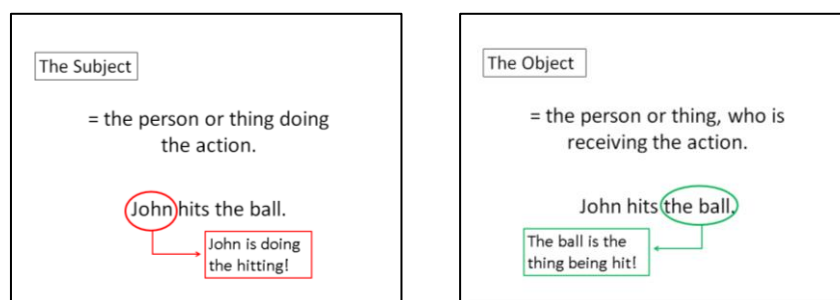 The Subject
= the person or thing doing
the action.
John hits the ball.
John is doing
the hitting!
The Object
= the person or thing, who is
receiving the action.
John hits the ball.
The ball is the
thing being hit!